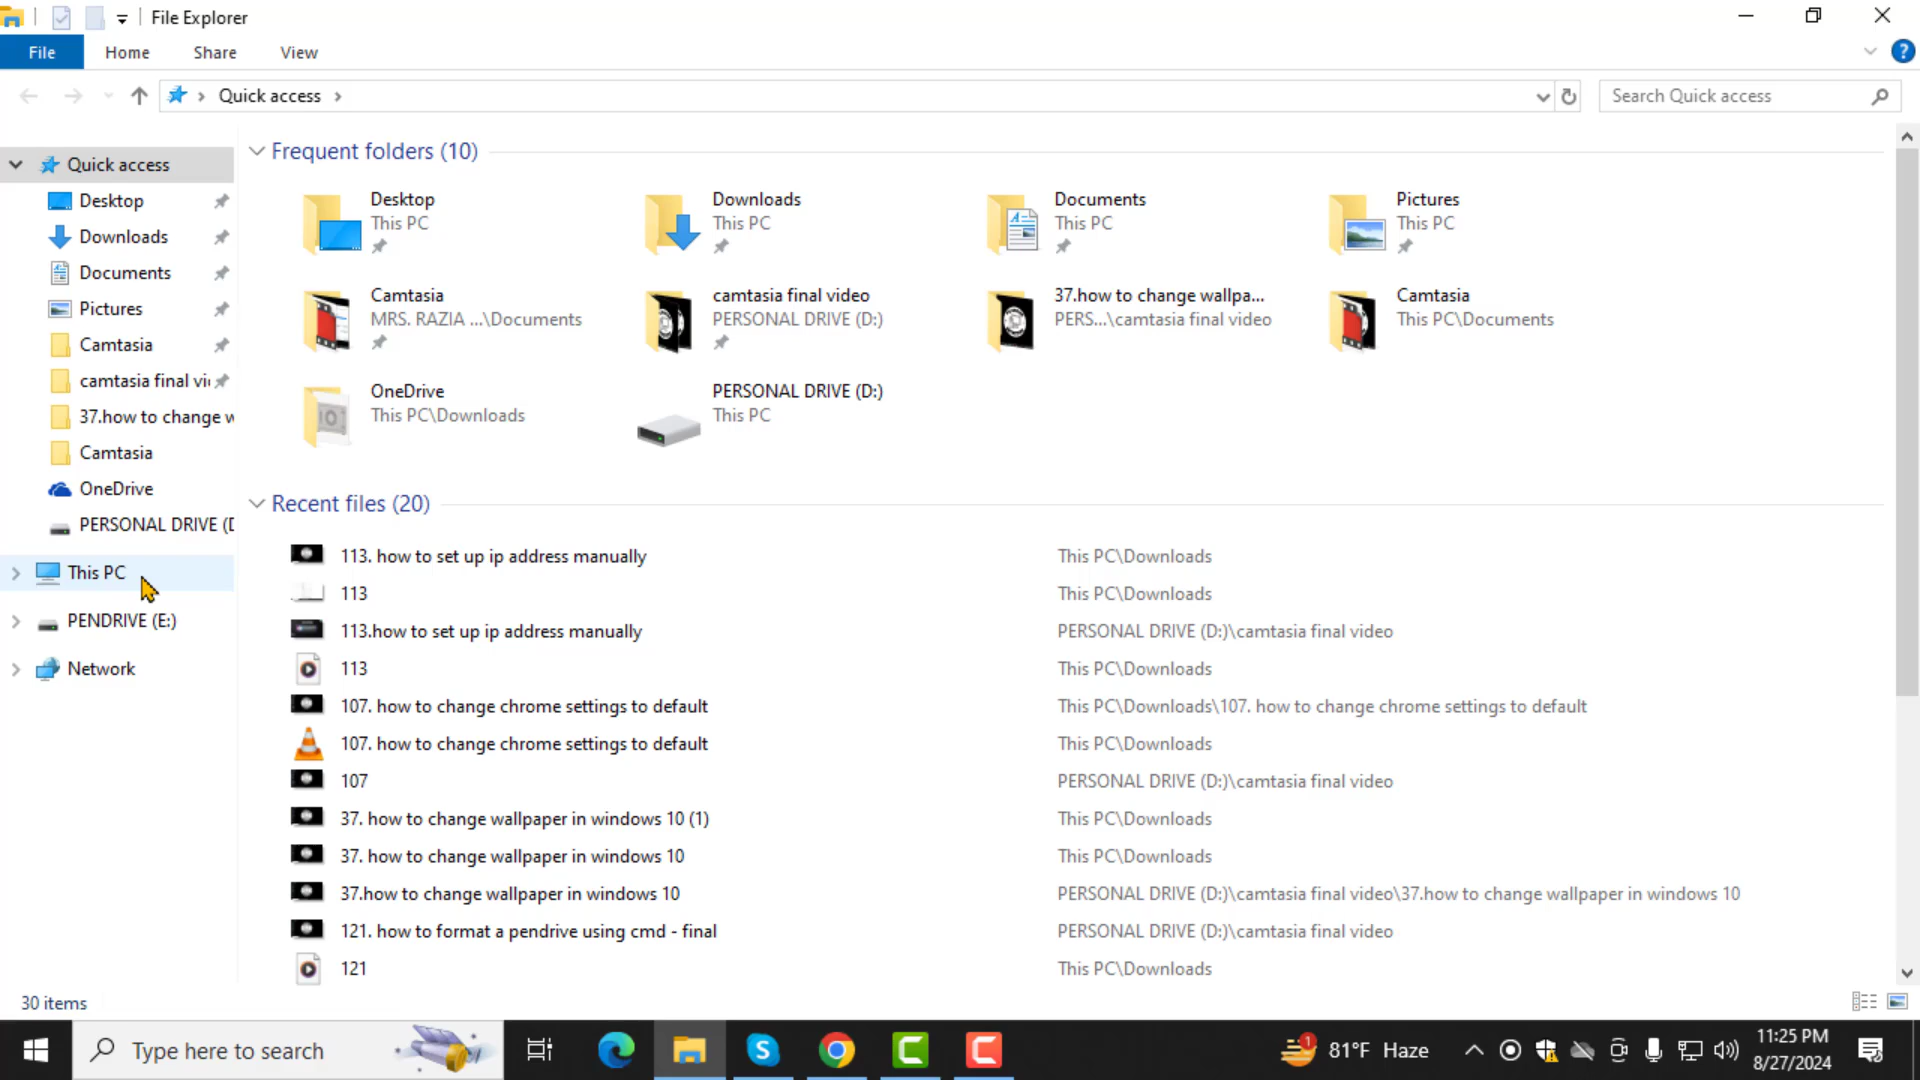 File Explorer
File Home Share View
Quick access
Search Quick access
Quick access
Desktop
Downloads
Documents
Pictures
Camtasia
camtasia final vi
37.how to change w
Camtasia
OneDrive
PERSONAL DRIVE (D
This PC
PENDRIVE (E:)
Network
Frequent folders (10)
Desktop
This PC
Downloads
This PC
Documents
This PC
Pictures
This PC
Camtasia
MRS. RAZIA ...\Documents
camtasia final video
PERSONAL DRIVE (D:)
37.how to change wallpa...
PERS...\camtasia final video
Camtasia
This PC\Documents
OneDrive
This PC\Downloads
PERSONAL DRIVE (D:)
This PC
Recent files (20)
113. how to set up ip address manually This PC\Downloads
113 This PC\Downloads
113.how to set up ip address manually PERSONAL DRIVE (D:)\camtasia final video
113 This PC\Downloads
107. how to change chrome settings to default This PC\Downloads\107. how to change chrome settings to default
107. how to change chrome settings to default This PC\Downloads
107 PERSONAL DRIVE (D:)\camtasia final video
37. how to change wallpaper in windows 10 (1) This PC\Downloads
37. how to change wallpaper in windows 10 This PC\Downloads
37.how to change wallpaper in windows 10 PERSONAL DRIVE (D:)\camtasia final video\37.how to change wallpaper in windows 10
121. how to format a pendrive using cmd - final PERSONAL DRIVE (D:)\camtasia final video
121 This PC\Downloads
30 items
Type here to search
1
81°F Haze
11:25 PM
8/27/2024